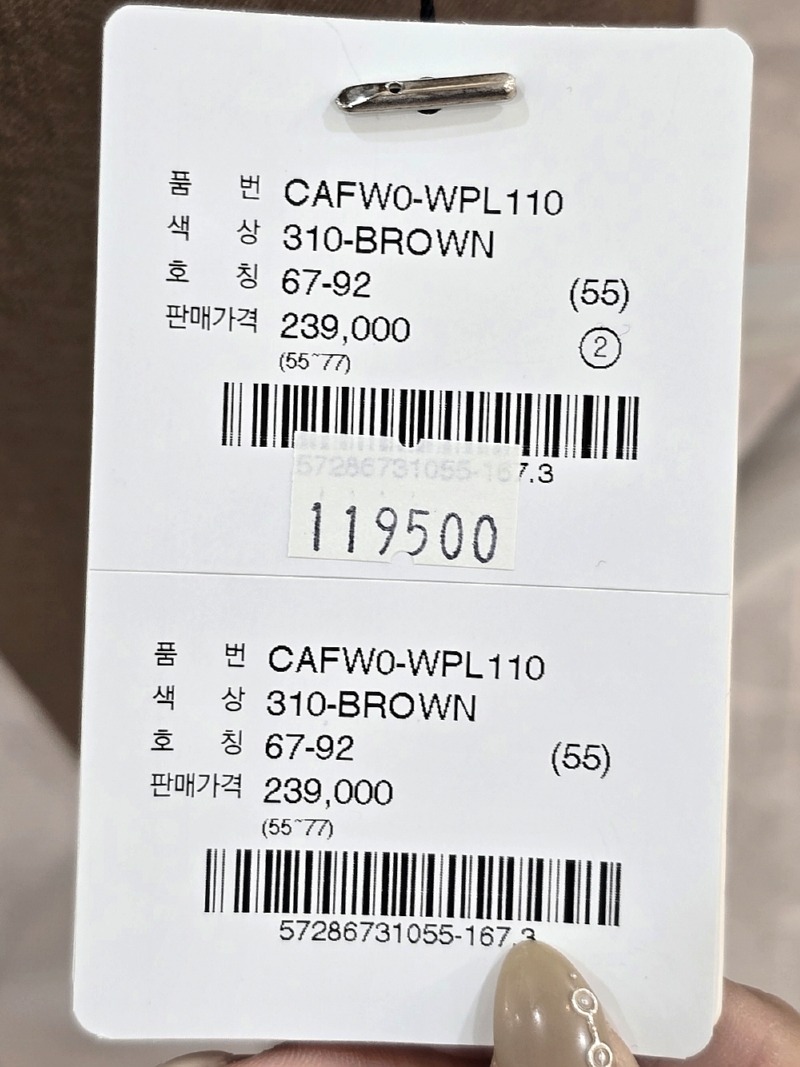 품 번 CAFW0-WPL110
색 상 310-BROWN
호 칭 67-92 (55)
판매가격 239,000 ②
(55~77)
57286731055-167.3
119500
품 번 CAFW0-WPL110
색 상 310-BROWN
호 칭 67-92 (55)
판매가격 239,000
(55~77)
57286731055-167.3